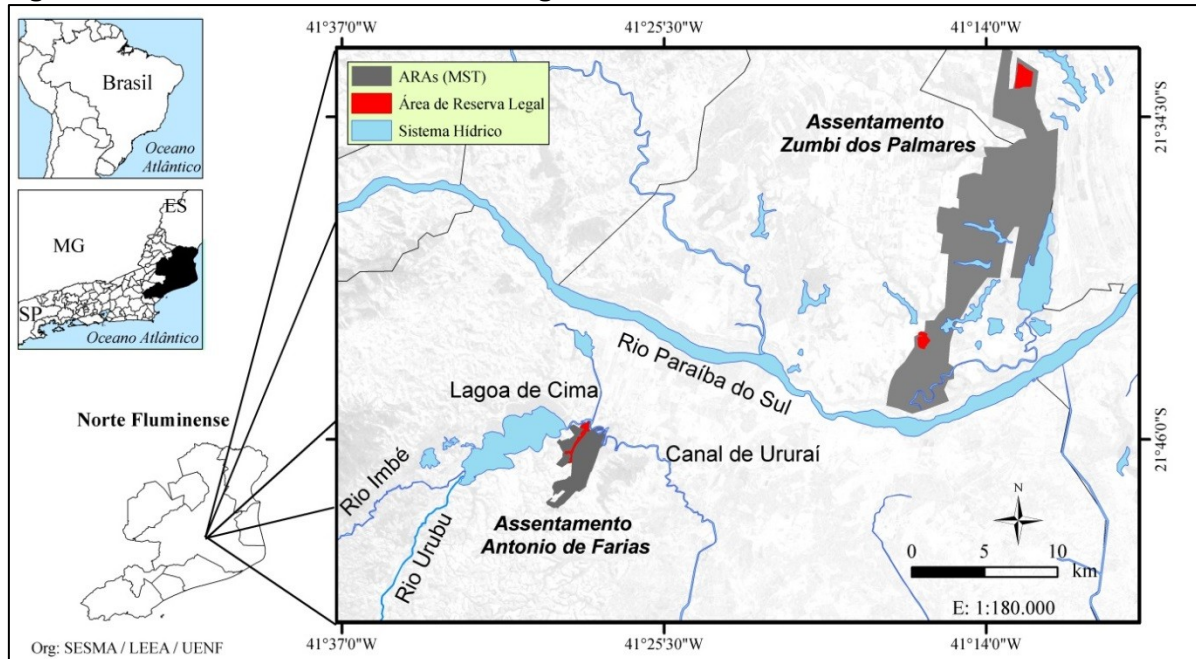 41°37'0"W
41°25'30"W
41°14'0"W
Brasil
Oceano
Atlântico
ES
MG
SP
Oceano Atlântico
Norte Fluminense
Org: SESMA / LEEA / UENF
ARAs (MST)
Área de Reserva Legal
Sistema Hídrico
Assentamento
Zumbi dos Palmares
21°34'30"S
Rio Paraíba do Sul
Lagoa de Cima
Canal de Ururaí
21°46'0"S
Rio Imbé
Rio Urubu
Assentamento
Antonio de Farias
N
0 5 10
km
E: 1:180.000
41°37'0"W
41°25'30"W
41°14'0"W